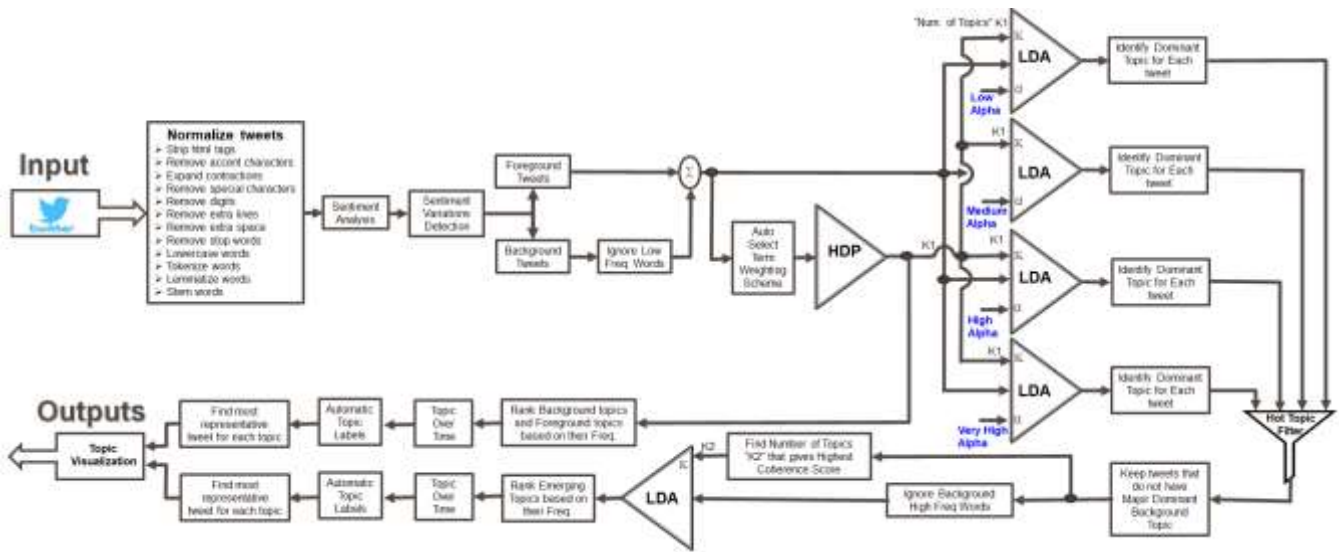 Input
Normalize tweets
Strip html tags
Remove accent characters
Expand contractions
Remove special characters
Remove digits
Remove extra lines
Remove extra space
Remove stop words
Lowercase words
Tokenize words
Lemmatize words
Stem words
Sentiment
Analysis
Sentiment
Variations
Detection
Foreground
Tweets
Background
Tweets
Ignore Low
Freq Words
Σ
Auto
Select
Term
Weighting
Schema
HDP
K1
"Num. of Topics" K1
K
LDA
α
Low
Alpha
Identify Dominant
Topic for Each
tweet
K1
K
LDA
α
Medium
Alpha
Identify Dominant
Topic for Each
tweet
K1
K
LDA
α
High
Alpha
Identify Dominant
Topic for Each
tweet
K1
K
LDA
α
Very High
Alpha
Identify Dominant
Topic for Each
tweet
Hot Topic
Filter
Keep tweets that
do not have
Major Dominant
Background
Topic
Find Number of Topics
"K2" that gives Highest
Coherence Score
Ignore Background
High Freq Words
K2
K
LDA
Rank Background topics
and Foreground topics
based on their Freq.
Topic
Over
Time
Automatic
Topic
Labels
Find most
representative
tweet for each topic
Rank Emerging
Topics based on
their Freq.
Topic
Over
Time
Automatic
Topic
Labels
Find most
representative
tweet for each topic
Outputs
Topic
Visualization